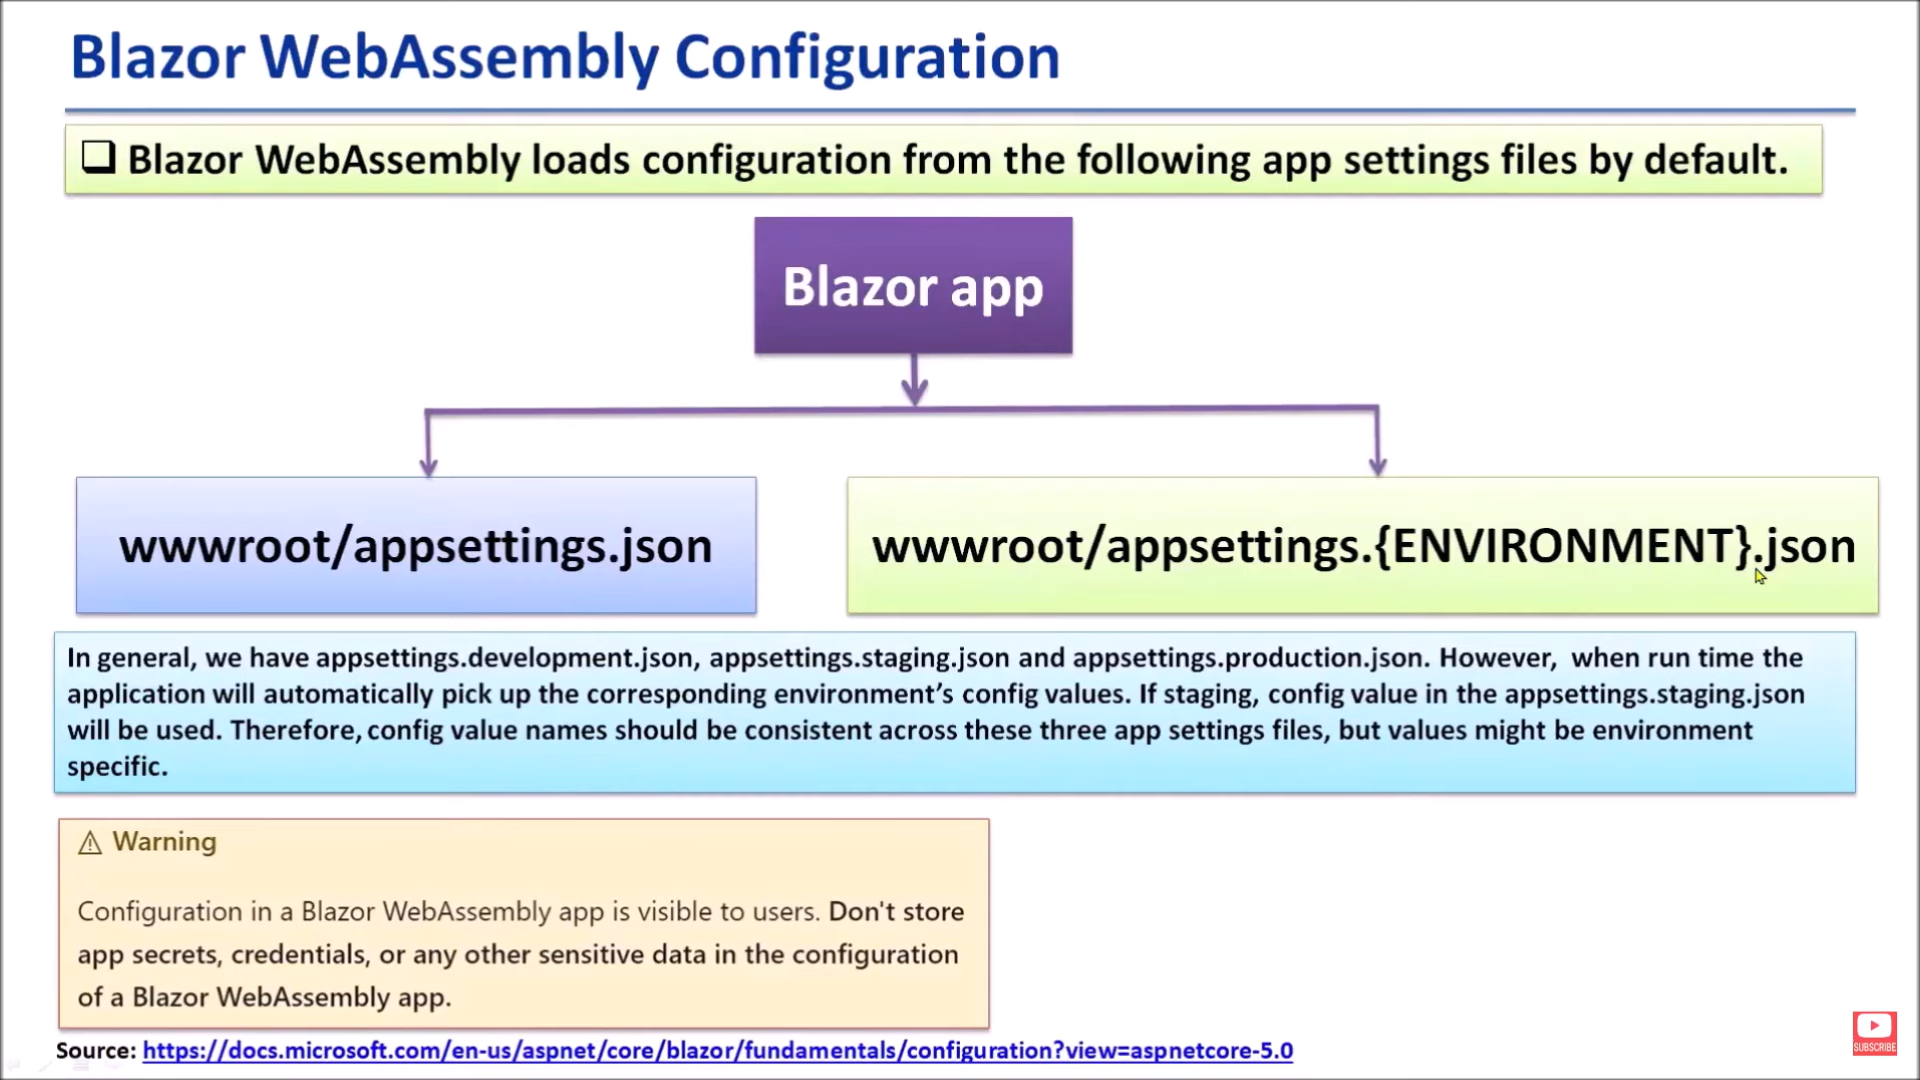 Blazor WebAssembly Configuration
❑ Blazor WebAssembly loads configuration from the following app settings files by default.
Blazor app
wwwroot/appsettings.json
wwwroot/appsettings.{ENVIRONMENT}.json
In general, we have appsettings.development.json, appsettings.staging.json and appsettings.production.json. However, when run time the
application will automatically pick up the corresponding environment’s config values. If staging, config value in the appsettings.staging.json
will be used. Therefore, config value names should be consistent across these three app settings files, but values might be environment
specific.
⚠ Warning
Configuration in a Blazor WebAssembly app is visible to users. Don't store
app secrets, credentials, or any other sensitive data in the configuration
of a Blazor WebAssembly app.
Source: https://docs.microsoft.com/en-us/aspnet/core/blazor/fundamentals/configuration?view=aspnetcore-5.0
SUBSCRIBE